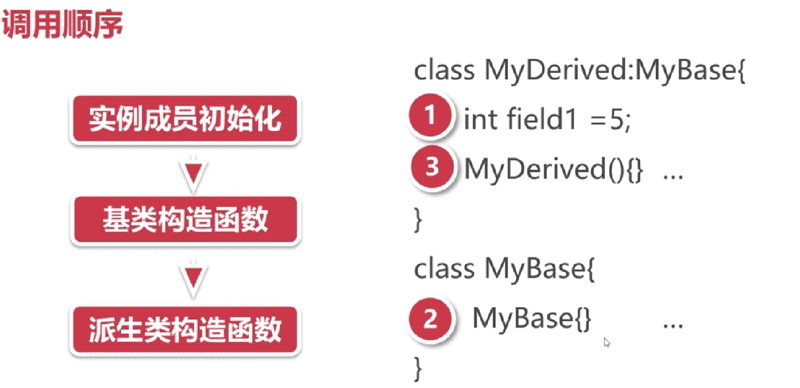 调用顺序
实例成员初始化
基类构造函数
派生类构造函数
class MyDerived:MyBase{
1 int field1 =5;
3 MyDerived(){} ...
}
class MyBase{
2 MyBase{} ...
}